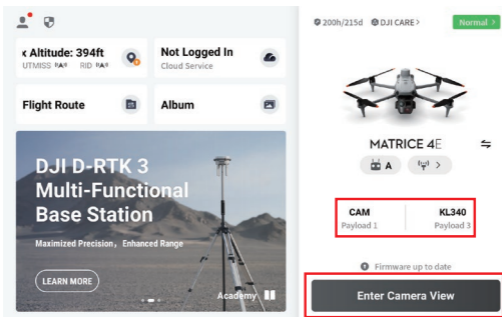 200h/215d DJI CARE >
Normal >
x Altitude: 394ft
UTMISS N/A RID N/A
Not Logged In
Cloud Service
Flight Route
Album
DJI D-RTK 3
Multi-Functional
Base Station
Maximized Precision, Enhanced Range
LEARN MORE
Academy
MATRICE 4E
A
CAM
Payload 1
KL340
Payload 3
Firmware up to date
Enter Camera View